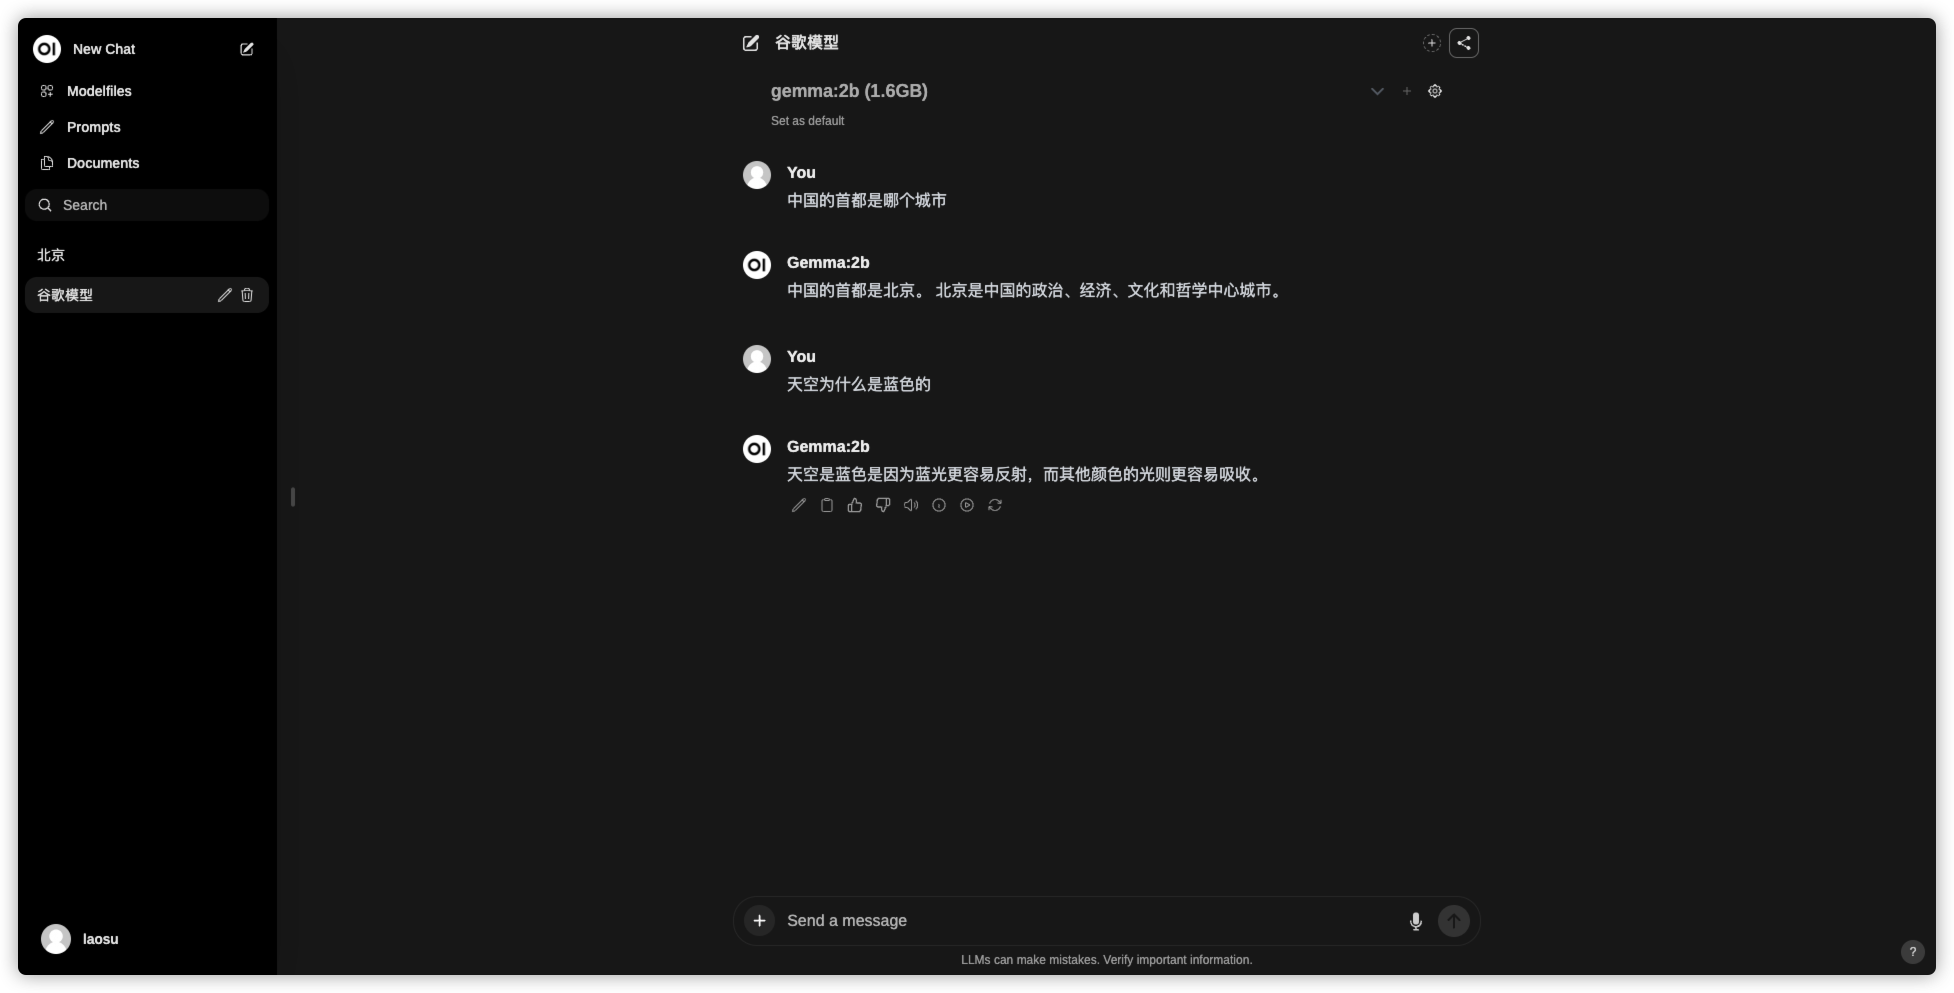 OI New Chat
Modelfiles
Prompts
Documents
Search
北京
谷歌模型
laosu
谷歌模型
gemma:2b (1.6GB)
Set as default
You
中国的首都是哪个城市
OI Gemma:2b
中国的首都是北京。 北京是中国的政治、经济、文化和哲学中心城市。
You
天空为什么是蓝色的
OI Gemma:2b
天空是蓝色是因为蓝光更容易反射，而其他颜色的光则更容易吸收。
Send a message
LLMs can make mistakes. Verify important information.
?